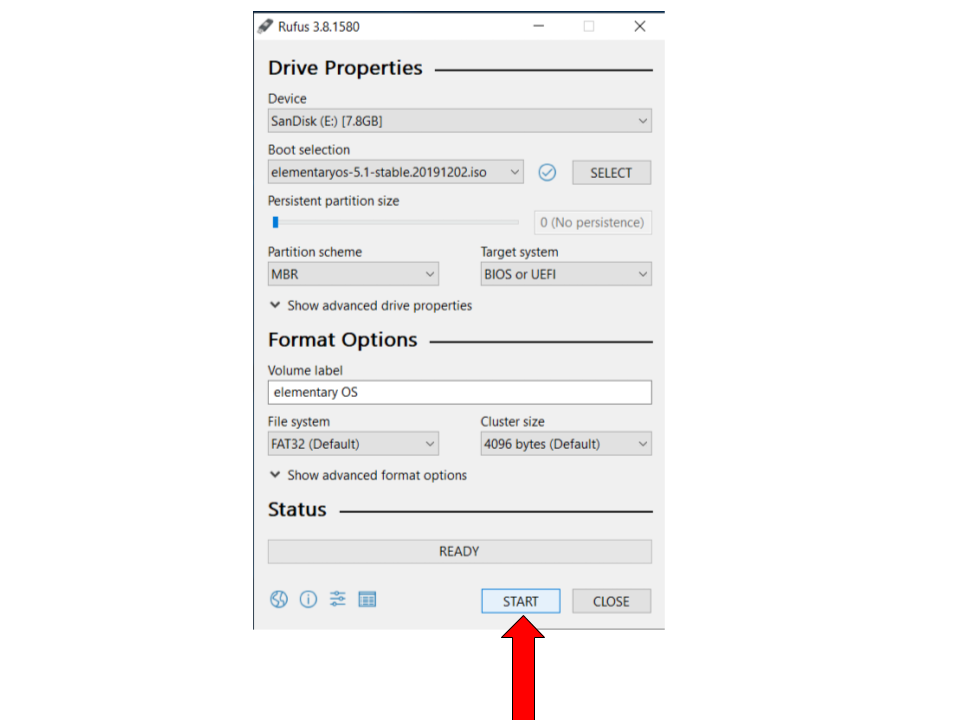 Rufus 3.8.1580
Drive Properties
Device
SanDisk (E:) [7.8GB]
Boot selection
elementaryos-5.1-stable.20191202.iso
SELECT
Persistent partition size
0 (No persistence)
Partition scheme
Target system
MBR
BIOS or UEFI
Show advanced drive properties
Format Options
Volume label
elementary OS
File system
Cluster size
FAT32 (Default)
4096 bytes (Default)
Show advanced format options
Status
READY
START
CLOSE